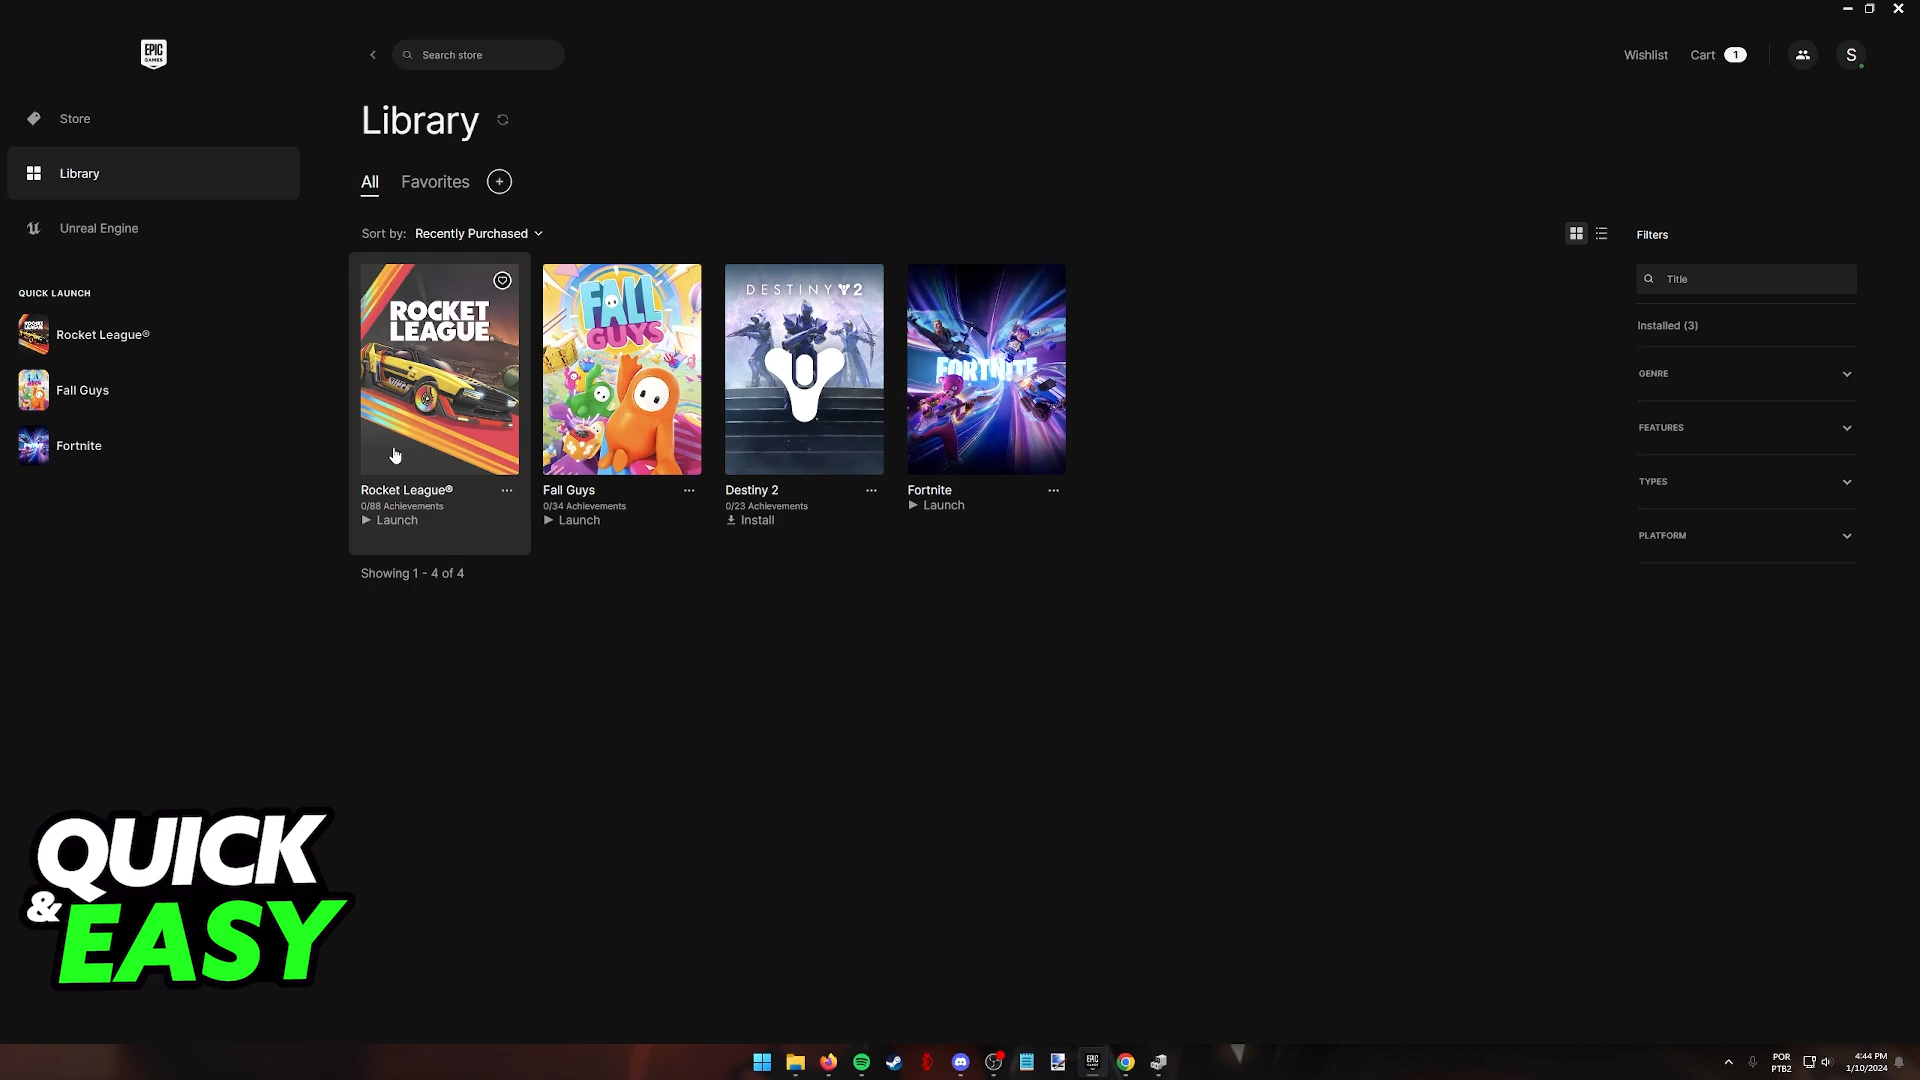 EPIC
GAMES
Search store
Wishlist
Cart 1
S
Store
Library
Unreal Engine
QUICK LAUNCH
Rocket League®
Fall Guys
Fortnite
Library
All
Favorites
Sort by: Recently Purchased
ROCKET
LEAGUE
FALL
GUYS
DESTINY 2
FORTNITE
Rocket League®
0/88 Achievements
Launch
Fall Guys
0/34 Achievements
Launch
Destiny 2
0/23 Achievements
Install
Fortnite
Launch
Showing 1 - 4 of 4
Filters
Title
Installed (3)
GENRE
FEATURES
TYPES
PLATFORM
QUICK
& EASY
EPIC
POR
PTB2
4:44 PM
1/10/2024